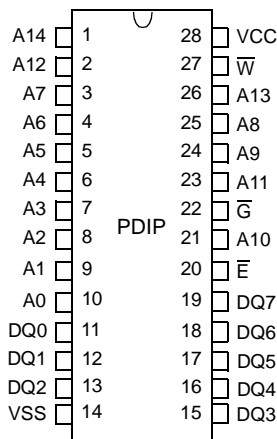 A14 1 28 VCC
A12 2 27 W̅
A7 3 26 A13
A6 4 25 A8
A5 5 24 A9
A4 6 23 A11
A3 7 22 G̅
A2 8 PDIP 21 A10
A1 9 20 E̅
A0 10 19 DQ7
DQ0 11 18 DQ6
DQ1 12 17 DQ5
DQ2 13 16 DQ4
VSS 14 15 DQ3